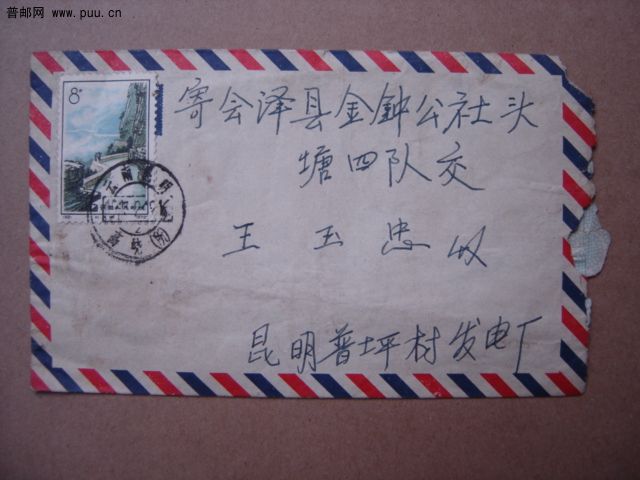 普邮网 www.puu.cn
8
寄会泽县金钟公社头
塘四队交
王玉忠收
昆明普坪村发电厂